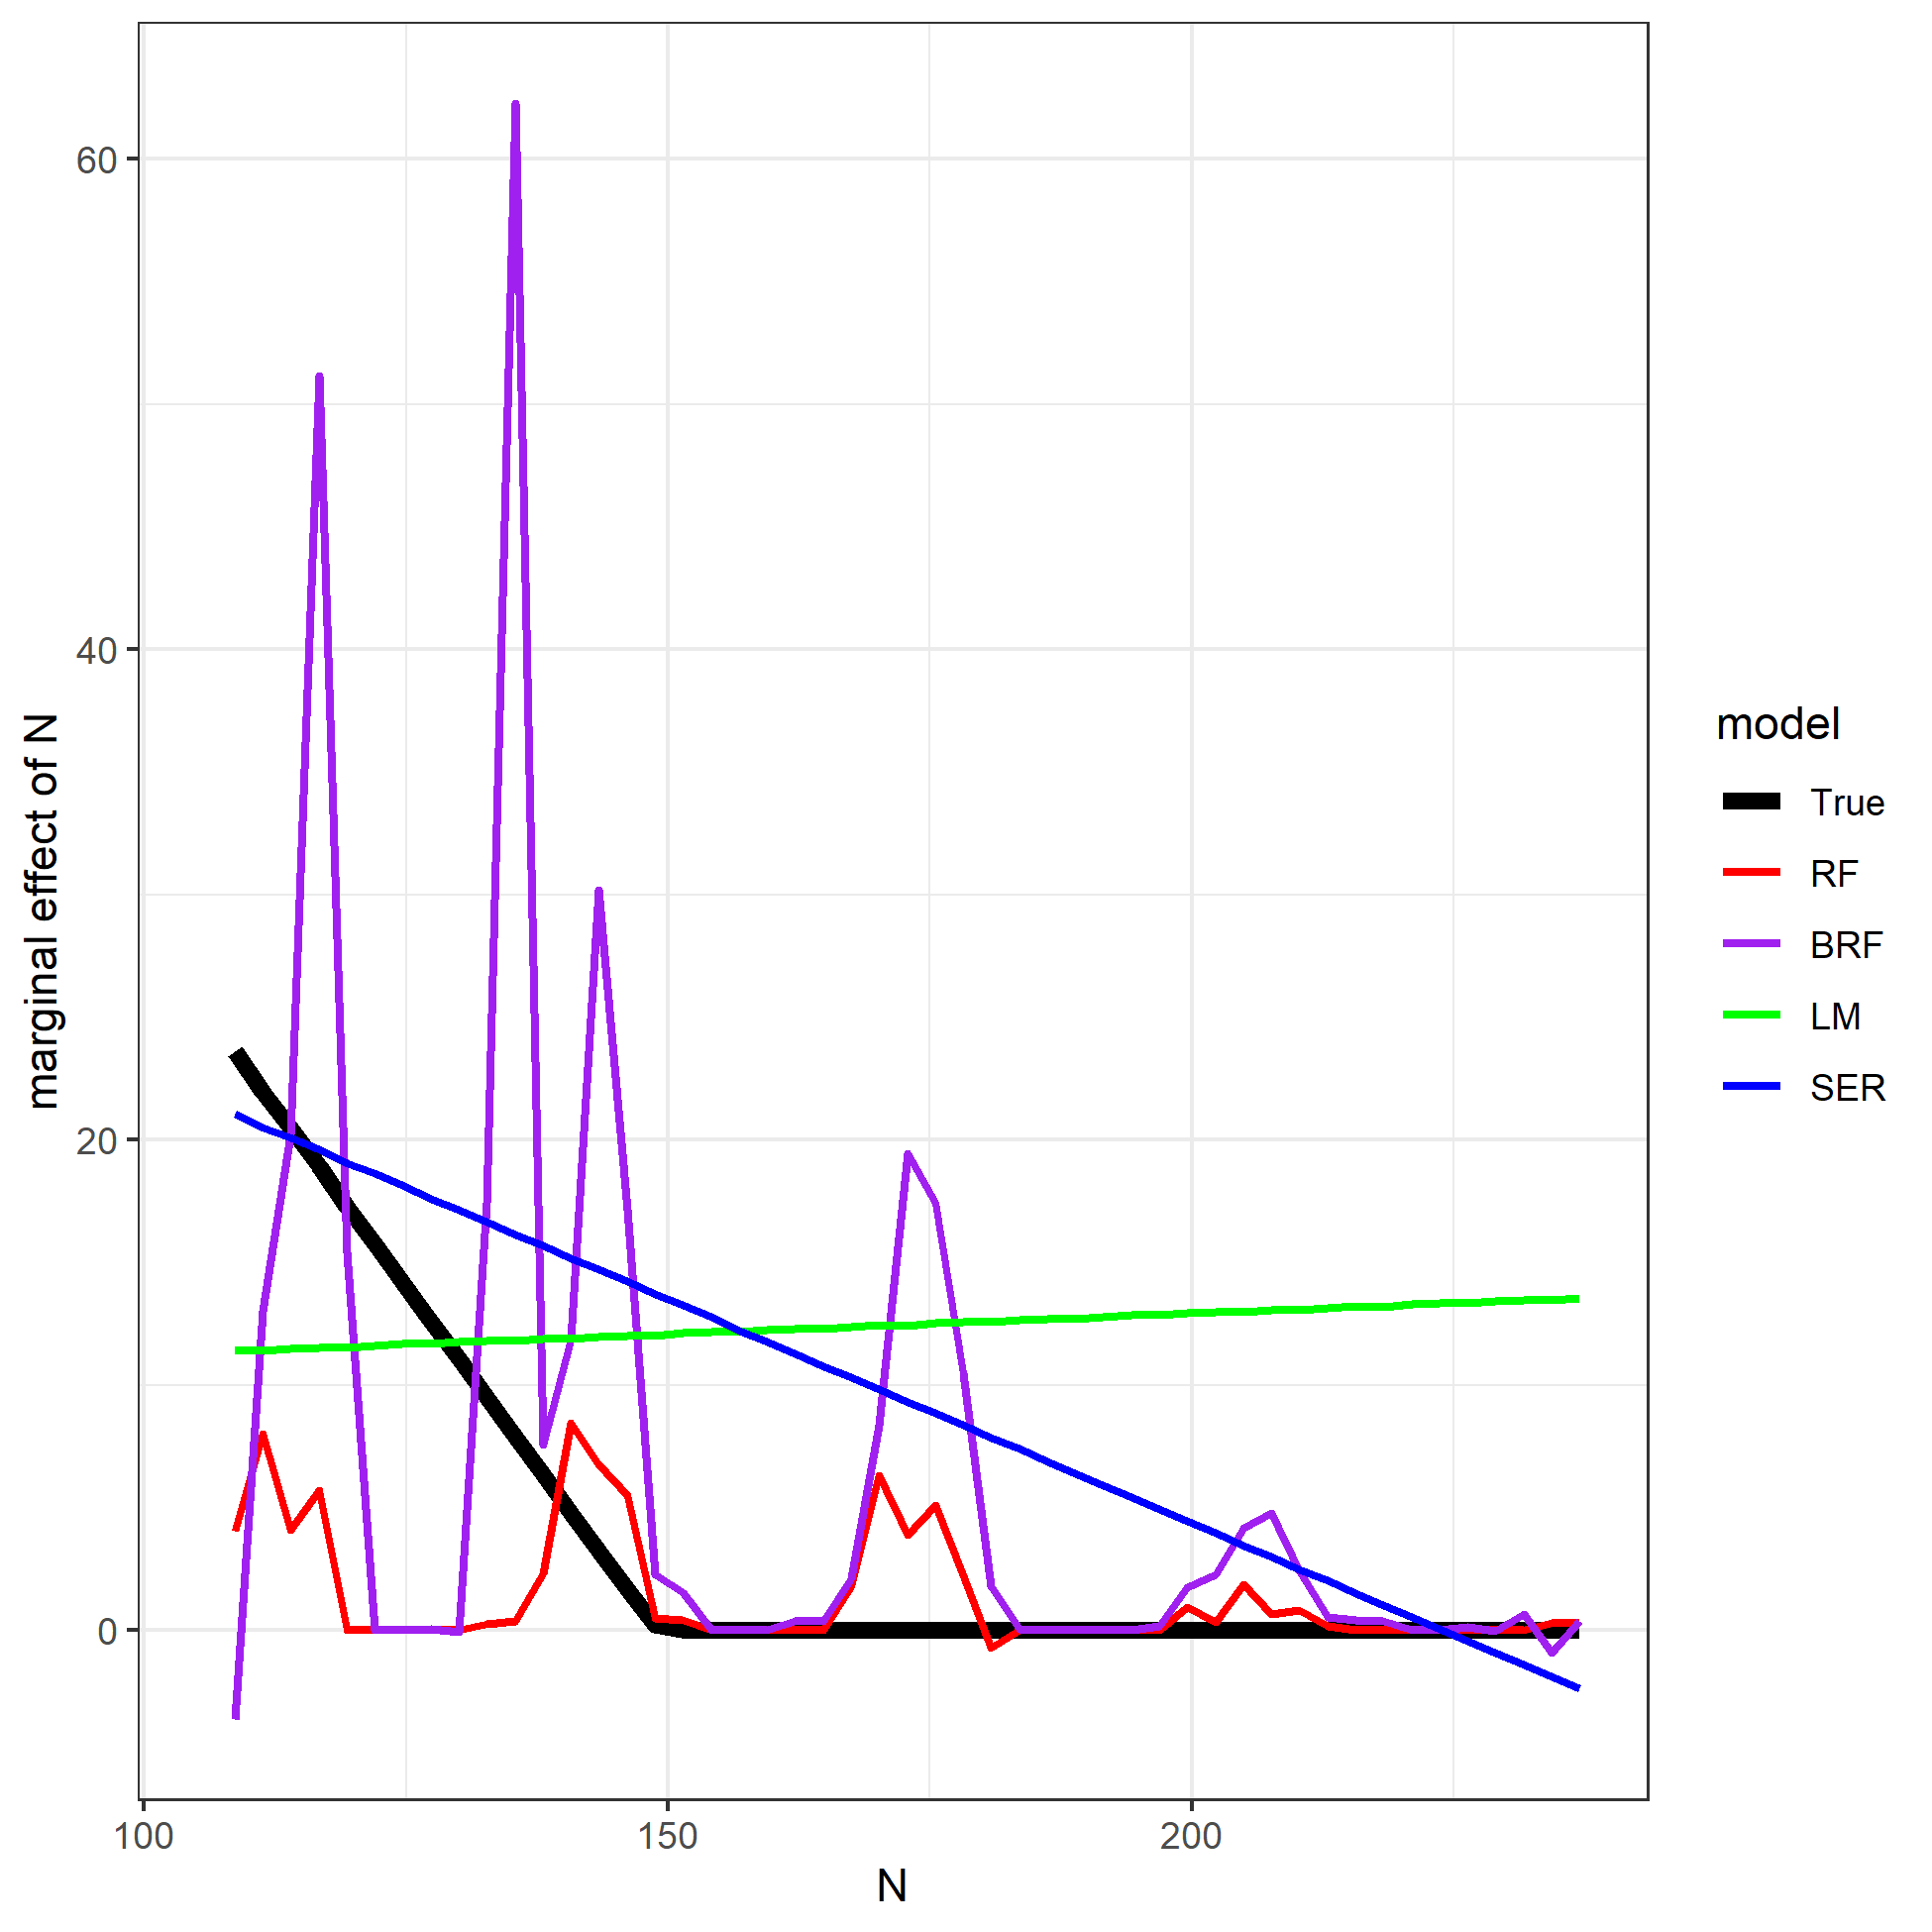 60
40
20
0
marginal effect of N
100
150
200
N
model
True
RF
BRF
LM
SER